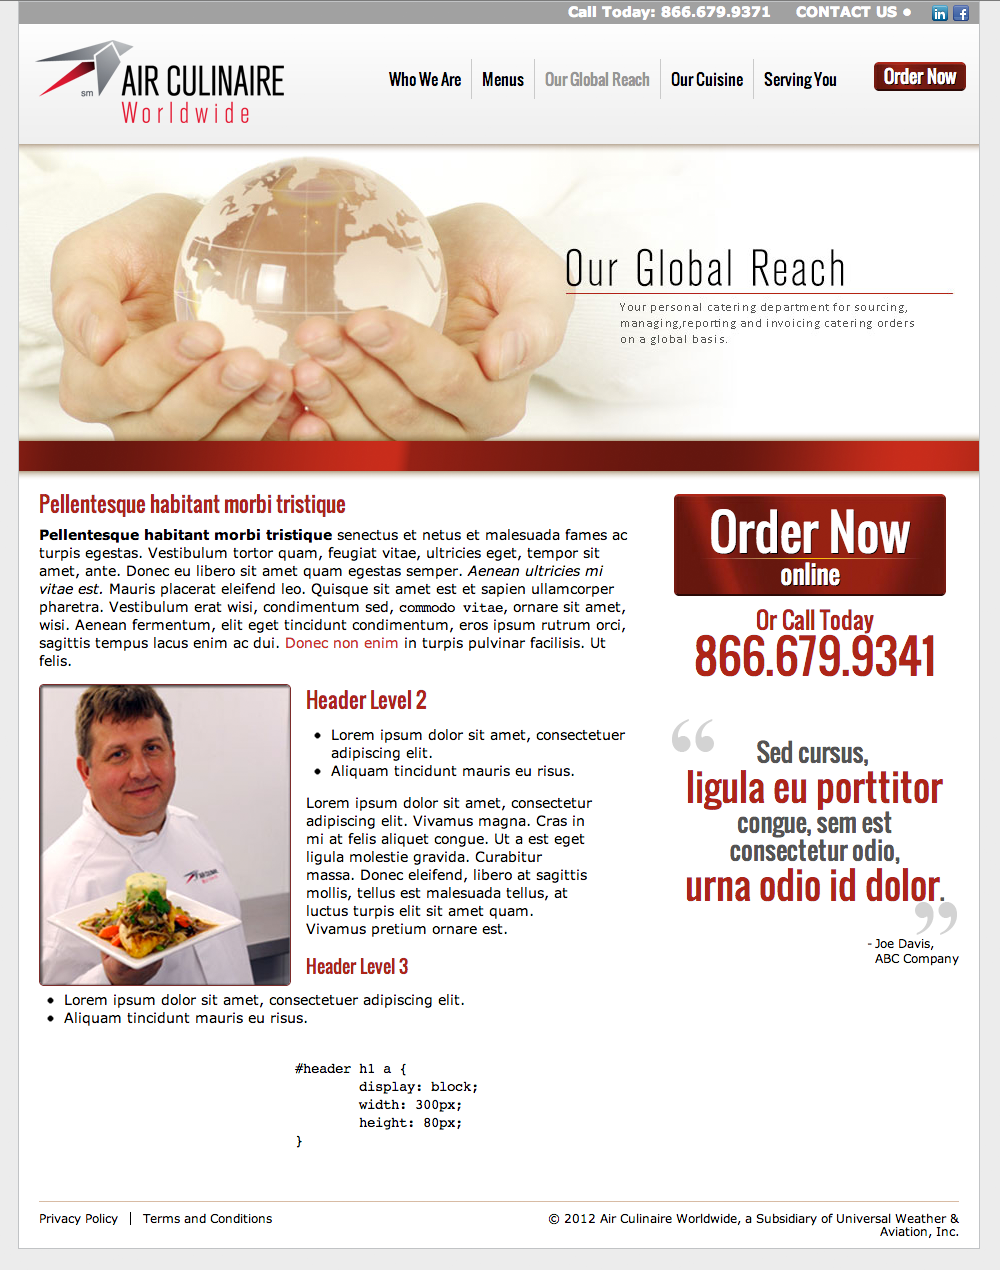 Call Today: 866.679.9371 CONTACT US •
AIR CULINAIRE
sm
Worldwide
Who We Are
Menus
Our Global Reach
Our Cuisine
Serving You
Order Now
Our Global Reach
Your personal catering department for sourcing,
managing,reporting and invoicing catering orders
on a global basis.
Pellentesque habitant morbi tristique
Pellentesque habitant morbi tristique senectus et netus et malesuada fames ac
turpis egestas. Vestibulum tortor quam, feugiat vitae, ultricies eget, tempor sit
amet, ante. Donec eu libero sit amet quam egestas semper. Aenean ultricies mi
vitae est. Mauris placerat eleifend leo. Quisque sit amet est et sapien ullamcorper
pharetra. Vestibulum erat wisi, condimentum sed, commodo vitae, ornare sit amet,
wisi. Aenean fermentum, elit eget tincidunt condimentum, eros ipsum rutrum orci,
sagittis tempus lacus enim ac dui. Donec non enim in turpis pulvinar facilisis. Ut
felis.
Header Level 2
• Lorem ipsum dolor sit amet, consectetuer
adipiscing elit.
• Aliquam tincidunt mauris eu risus.
Lorem ipsum dolor sit amet, consectetur
adipiscing elit. Vivamus magna. Cras in
mi at felis aliquet congue. Ut a est eget
ligula molestie gravida. Curabitur
massa. Donec eleifend, libero at sagittis
mollis, tellus est malesuada tellus, at
luctus turpis elit sit amet quam.
Vivamus pretium ornare est.
Header Level 3
• Lorem ipsum dolor sit amet, consectetuer adipiscing elit.
• Aliquam tincidunt mauris eu risus.
#header h1 a {
display: block;
width: 300px;
height: 80px;
}
Order Now
online
Or Call Today
866.679.9341
“ Sed cursus,
ligula eu porttitor
congue, sem est
consectetur odio,
urna odio id dolor. ”
- Joe Davis,
ABC Company
Privacy Policy | Terms and Conditions
© 2012 Air Culinaire Worldwide, a Subsidiary of Universal Weather &
Aviation, Inc.